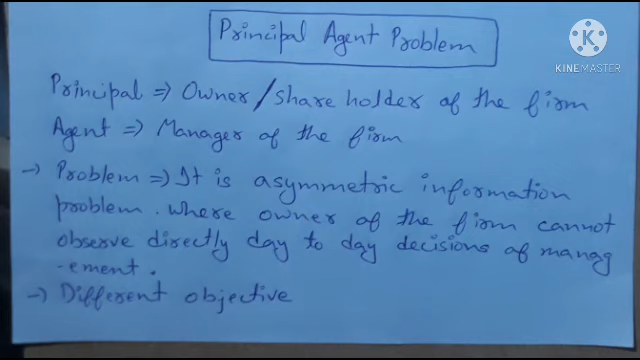 Principal Agent Problem
K
KINEMASTER
Principal => Owner/share holder of the firm
Agent => Manager of the firm
-> Problem => It is asymmetric information
problem. where owner of the firm cannot
observe directly day to day decisions of manag
-ement.
-> Different objective